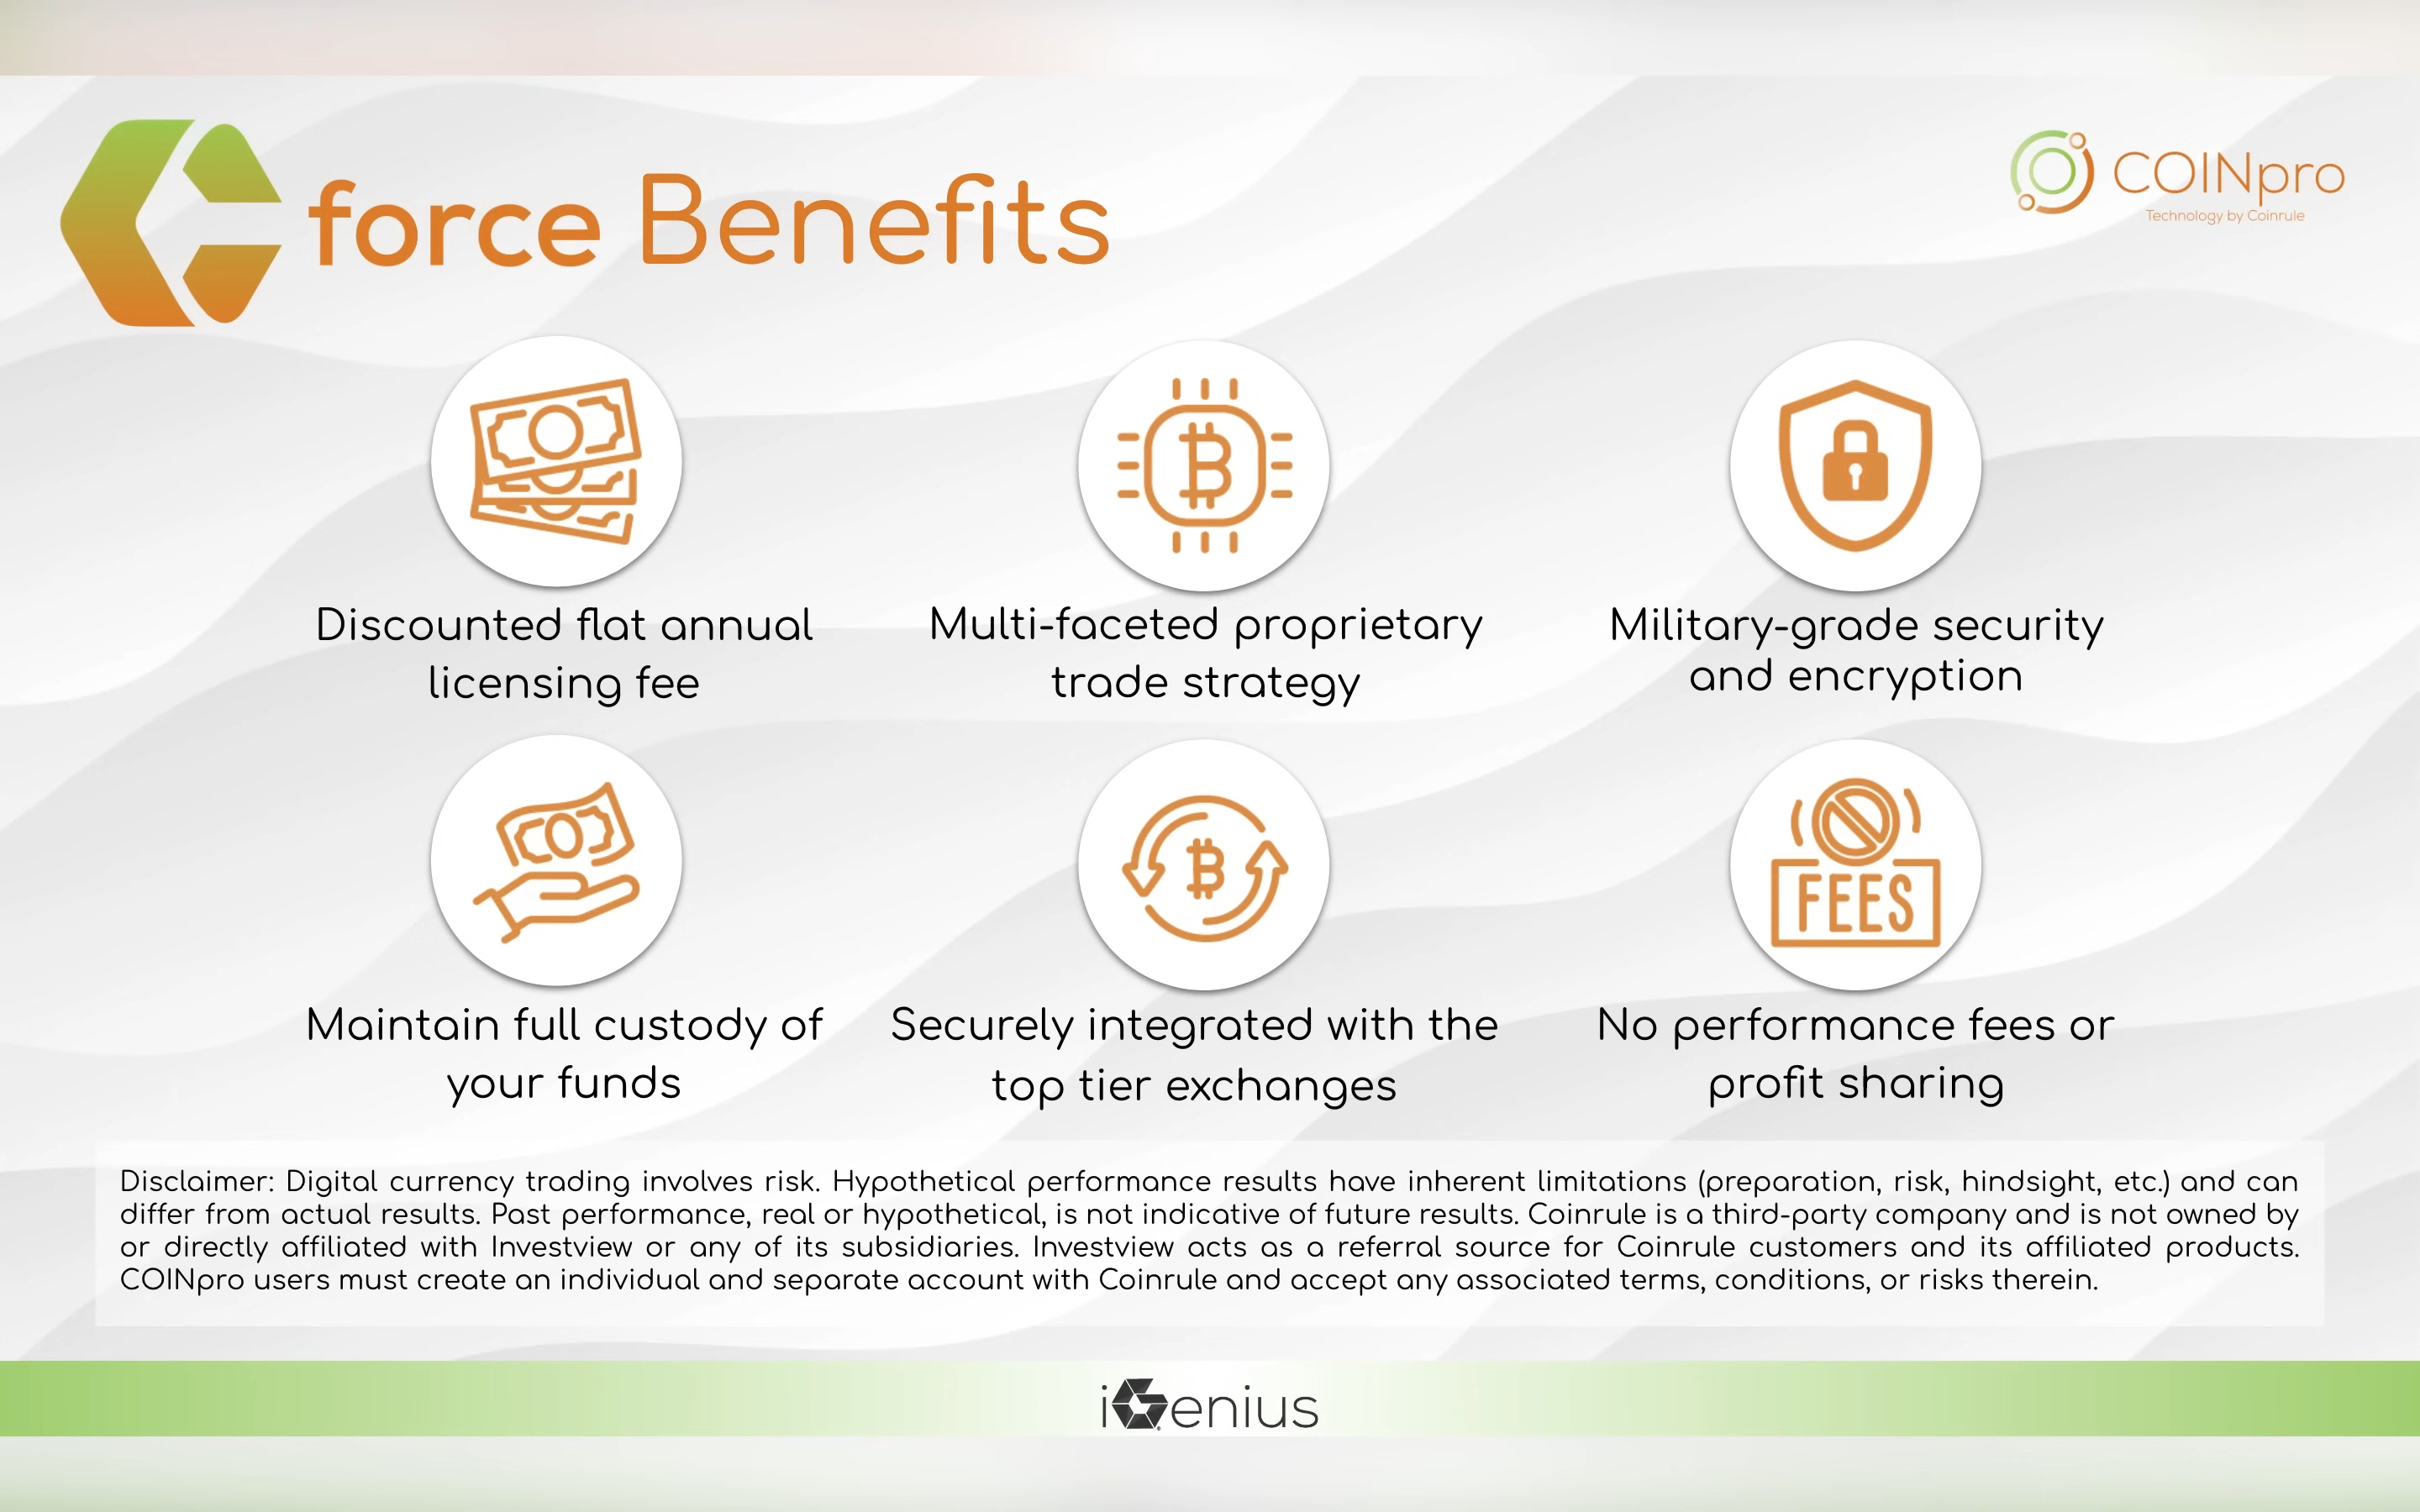 force Benefits
COINpro
Technology by Coinrule
Discounted flat annual
licensing fee
Multi-faceted proprietary
trade strategy
Military-grade security
and encryption
FEES
Maintain full custody of
your funds
Securely integrated with the
top tier exchanges
No performance fees or
profit sharing
Disclaimer: Digital currency trading involves risk. Hypothetical performance results have inherent limitations (preparation, risk, hindsight, etc.) and can
differ from actual results. Past performance, real or hypothetical, is not indicative of future results. Coinrule is a third-party company and is not owned by
or directly affiliated with Investview or any of its subsidiaries. Investview acts as a referral source for Coinrule customers and its affiliated products.
COINpro users must create an individual and separate account with Coinrule and accept any associated terms, conditions, or risks therein.
iGenius